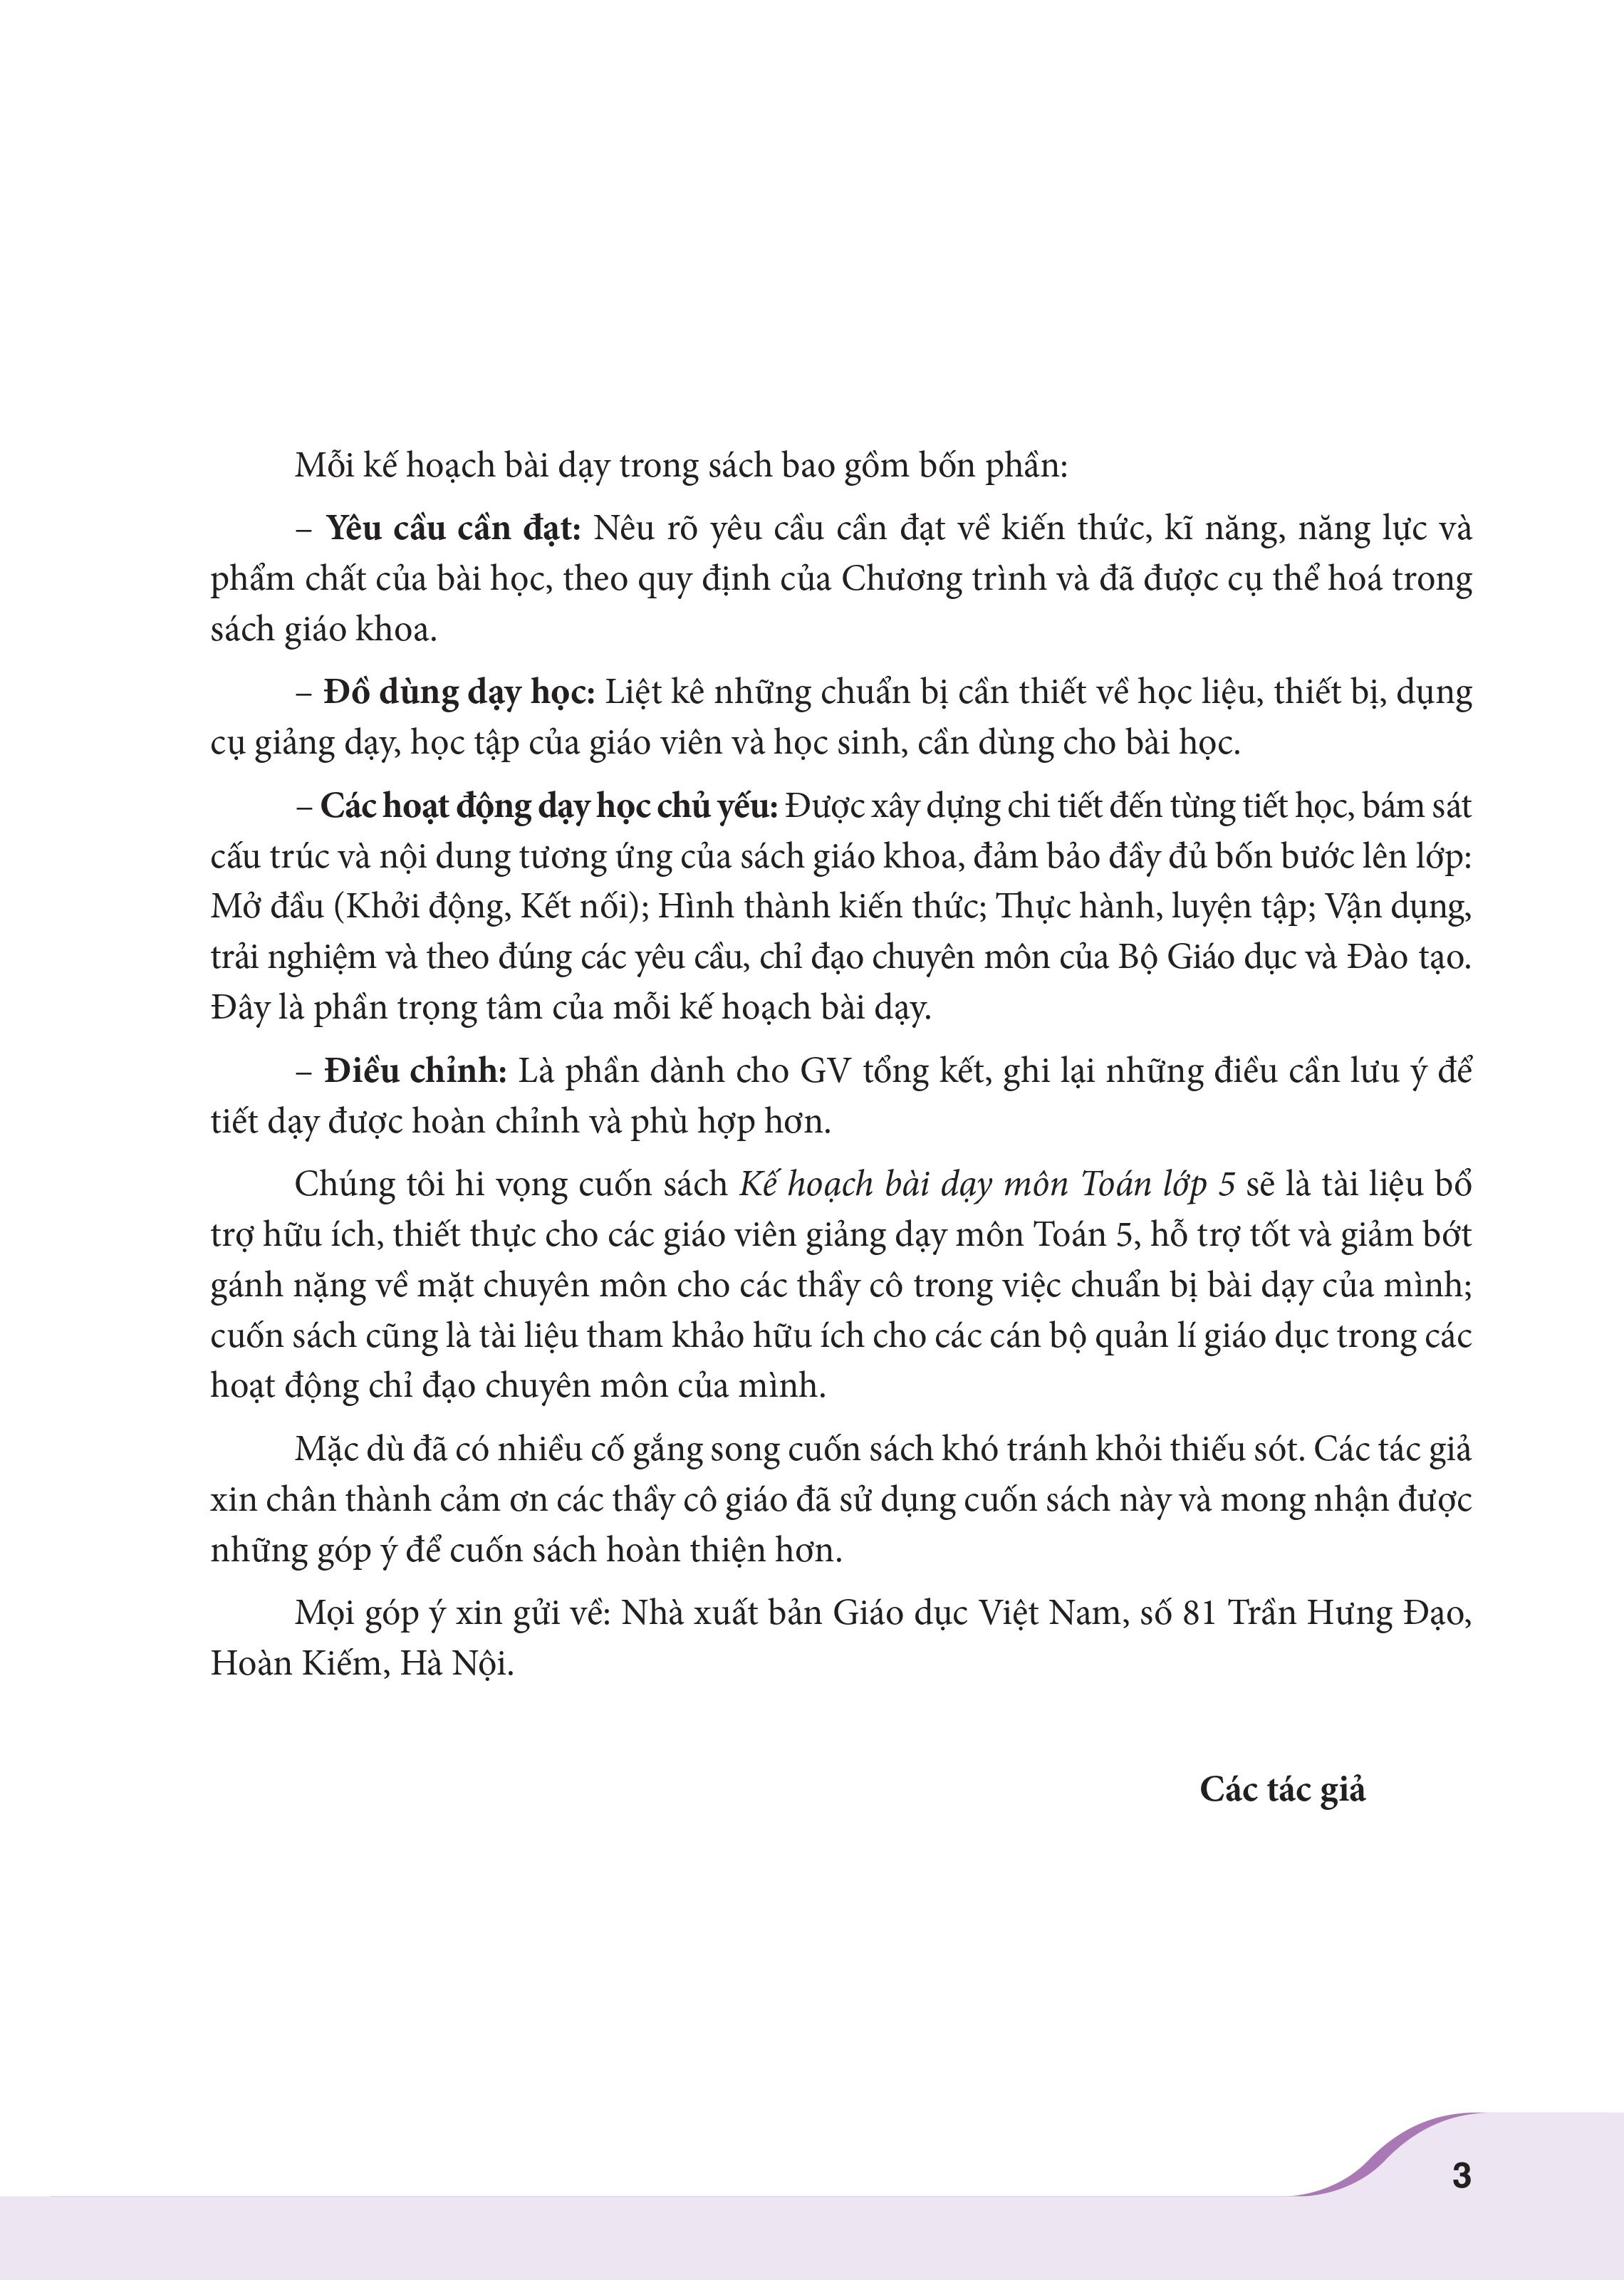 Mỗi kế hoạch bài dạy trong sách bao gồm bốn phần:
– Yêu cầu cần đạt: Nêu rõ yêu cầu cần đạt về kiến thức, kĩ năng, năng lực và
phẩm chất của bài học, theo quy định của Chương trình và đã được cụ thể hoá trong
sách giáo khoa.
– Đồ dùng dạy học: Liệt kê những chuẩn bị cần thiết về học liệu, thiết bị, dụng
cụ giảng dạy, học tập của giáo viên và học sinh, cần dùng cho bài học.
– Các hoạt động dạy học chủ yếu: Được xây dựng chi tiết đến từng tiết học, bám sát
cấu trúc và nội dung tương ứng của sách giáo khoa, đảm bảo đầy đủ bốn bước lên lớp:
Mở đầu (Khởi động, Kết nối); Hình thành kiến thức; Thực hành, luyện tập; Vận dụng,
trải nghiệm và theo đúng các yêu cầu, chỉ đạo chuyên môn của Bộ Giáo dục và Đào tạo.
Đây là phần trọng tâm của mỗi kế hoạch bài dạy.
– Điều chỉnh: Là phần dành cho GV tổng kết, ghi lại những điều cần lưu ý để
tiết dạy được hoàn chỉnh và phù hợp hơn.
Chúng tôi hi vọng cuốn sách Kế hoạch bài dạy môn Toán lớp 5 sẽ là tài liệu bổ
trợ hữu ích, thiết thực cho các giáo viên giảng dạy môn Toán 5, hỗ trợ tốt và giảm bớt
gánh nặng về mặt chuyên môn cho các thầy cô trong việc chuẩn bị bài dạy của mình;
cuốn sách cũng là tài liệu tham khảo hữu ích cho các cán bộ quản lí giáo dục trong các
hoạt động chỉ đạo chuyên môn của mình.
Mặc dù đã có nhiều cố gắng song cuốn sách khó tránh khỏi thiếu sót. Các tác giả
xin chân thành cảm ơn các thầy cô giáo đã sử dụng cuốn sách này và mong nhận được
những góp ý để cuốn sách hoàn thiện hơn.
Mọi góp ý xin gửi về: Nhà xuất bản Giáo dục Việt Nam, số 81 Trần Hưng Đạo,
Hoàn Kiếm, Hà Nội.
Các tác giả
3